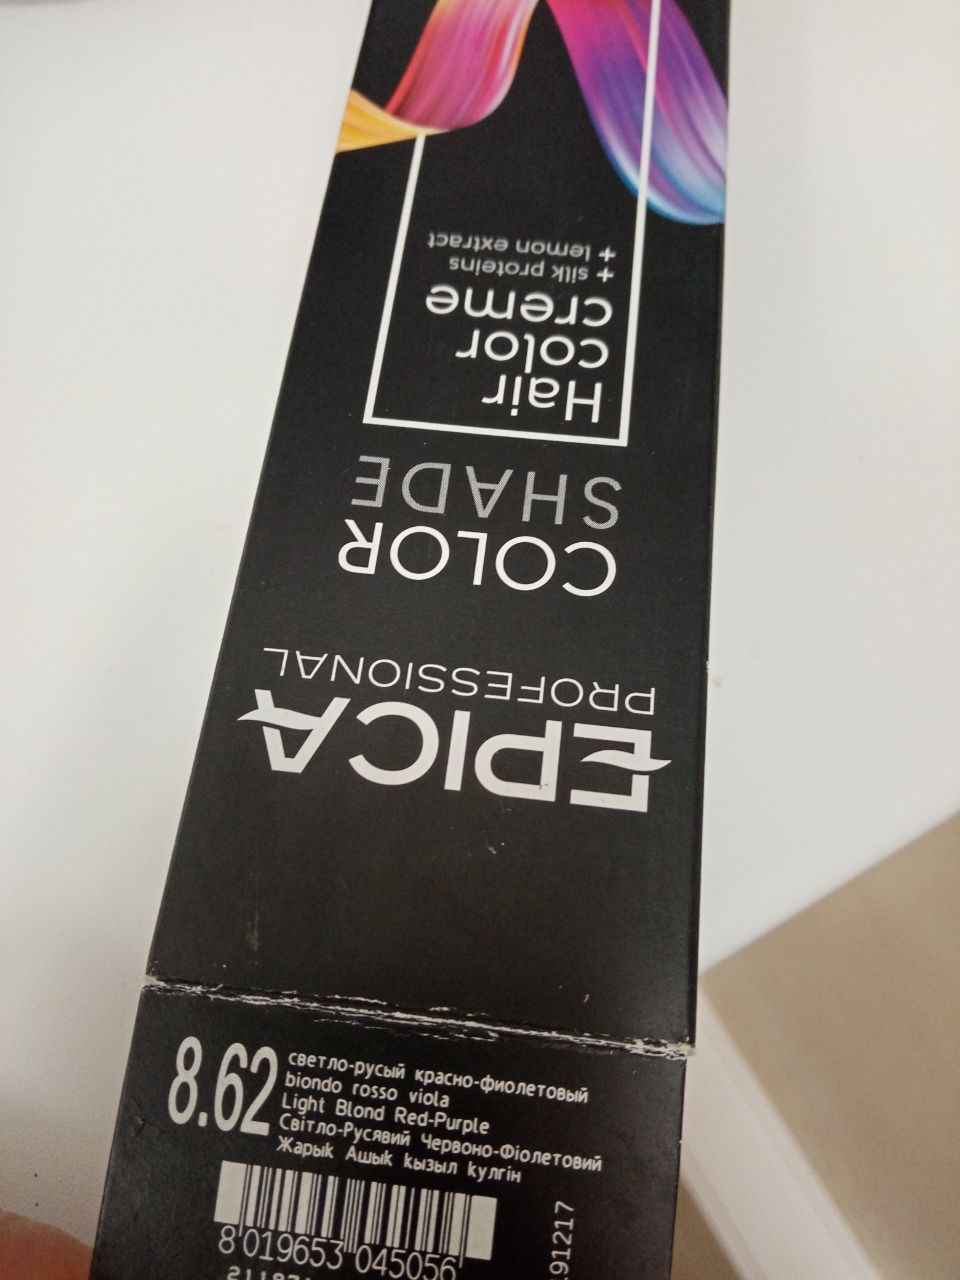 EPICA
PROFESSIONAL
COLOR
SHADE
Hair
color
creme
+ silk proteins
+ lemon extract
8.62
светло-русый красно-фиолетовый
biondo rosso viola
Light Blond Red-Purple
Світло-Русявий Червоно-Фіолетовий
Жарық Ашық қызыл күлгін
8 019653 045056